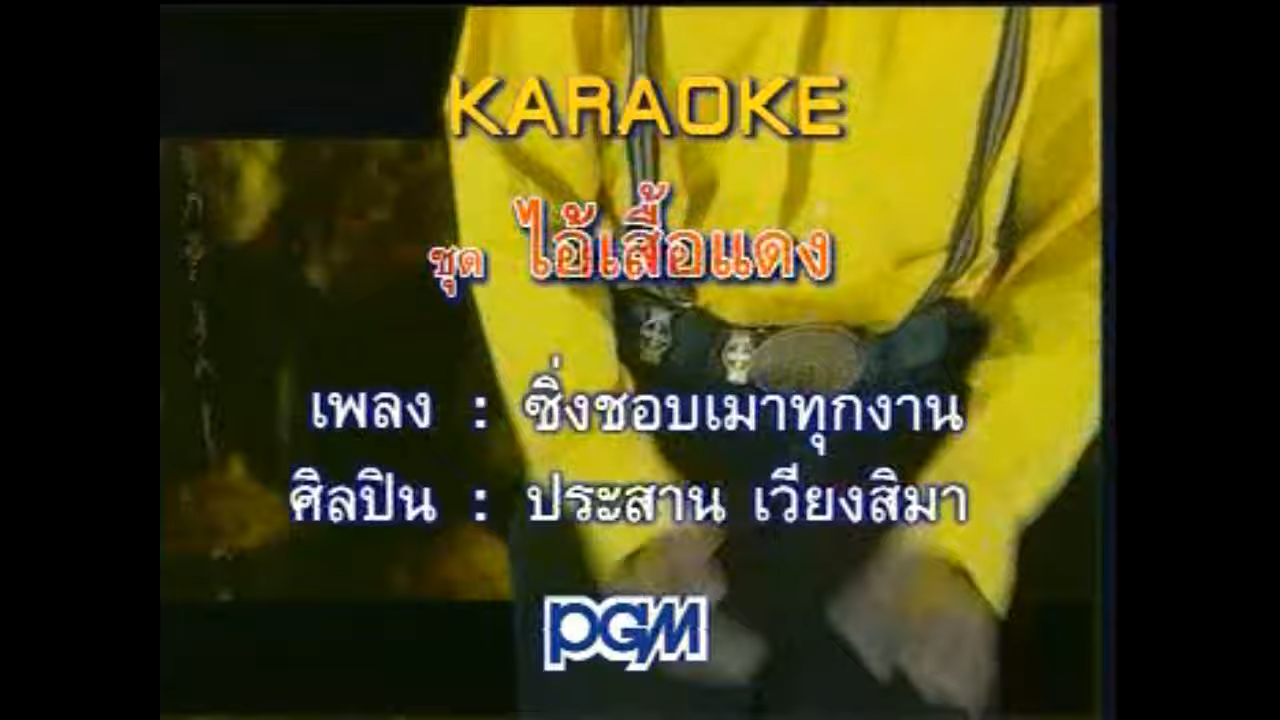 KARAOKE
ชุด ไอ้เสื้อแดง
เพลง : ซิ่งชอบเมาทุกงาน
ศิลปิน : ประสาน เวียงสิมา
PGM